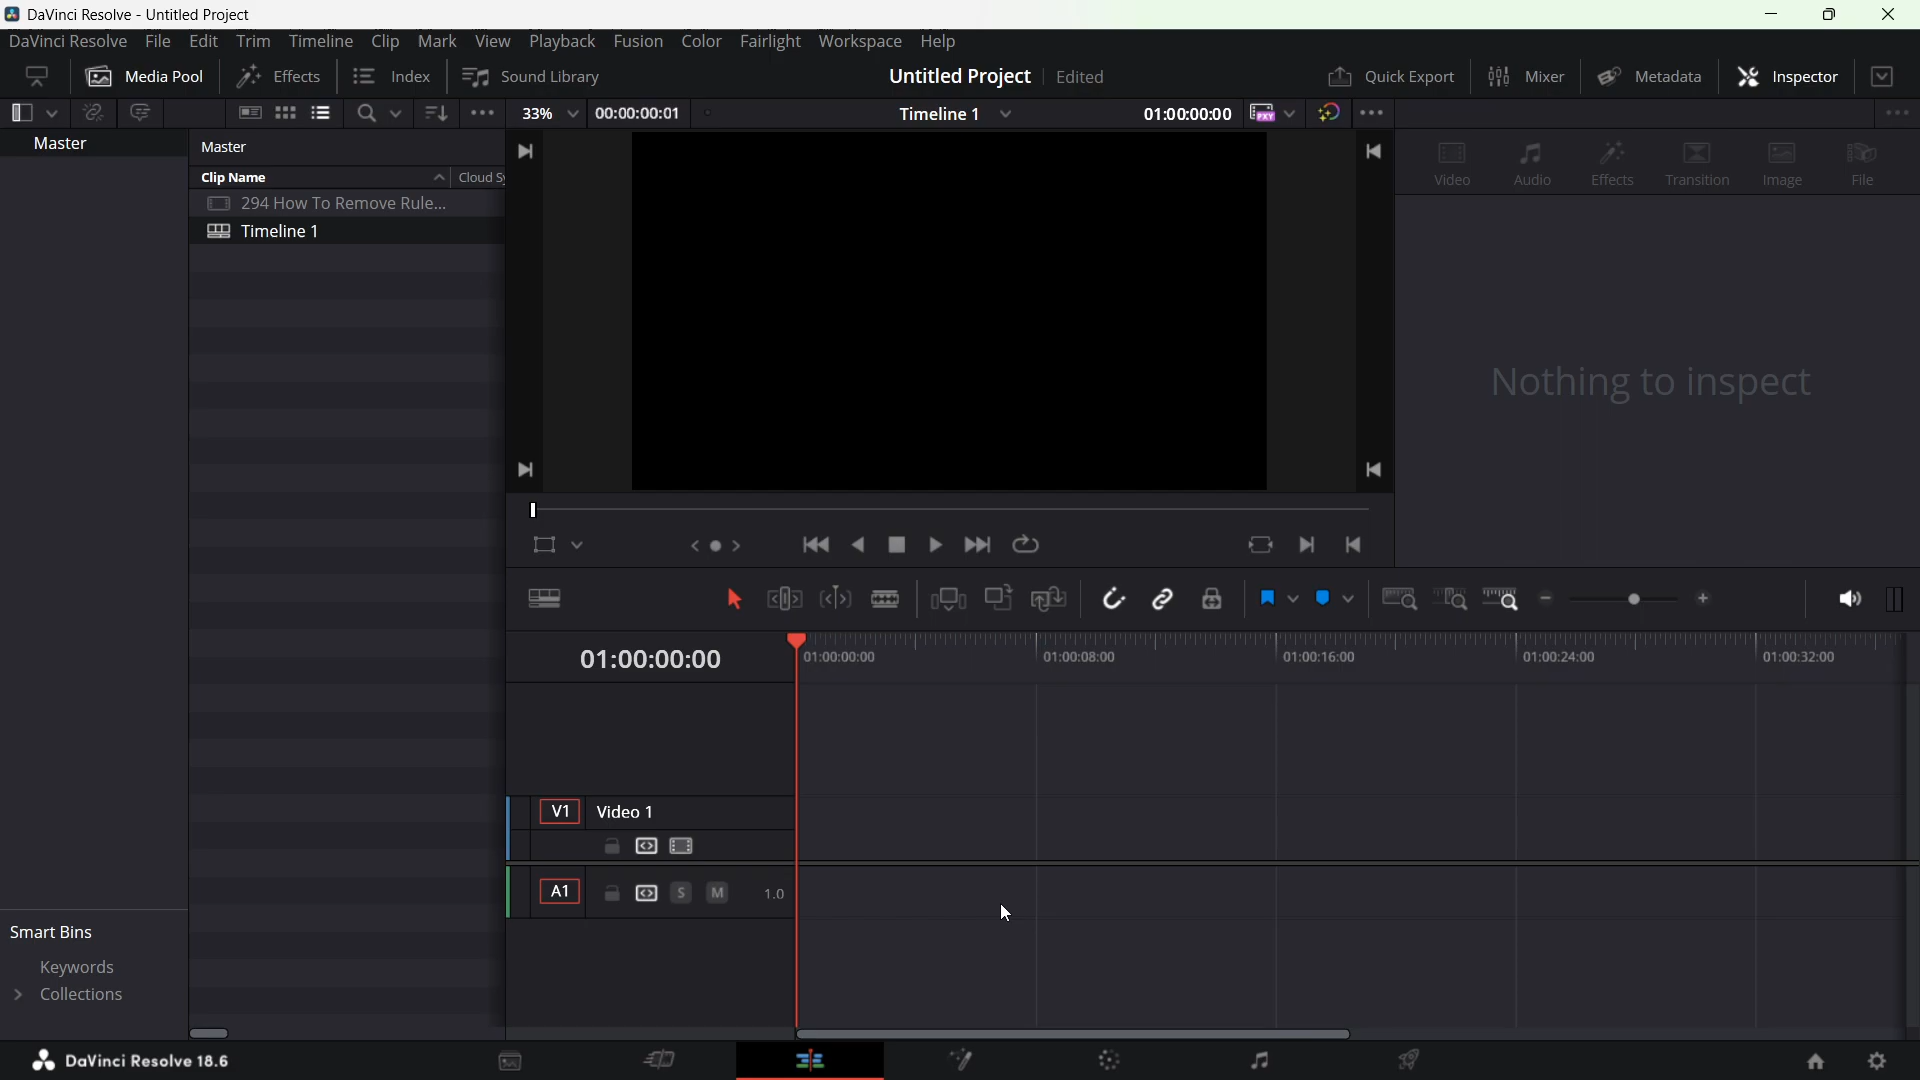 DaVinci Resolve - Untitled Project
DaVinci Resolve File Edit Trim Timeline Clip Mark View Playback Fusion Color Fairlight Workspace Help
Media Pool Effects Index Sound Library Untitled Project Edited Quick Export Mixer Metadata Inspector
33% 00:00:00:01 Timeline 1 01:00:00:00 PXY
Master
Master
Clip Name Cloud Sy
294 How To Remove Rule...
Timeline 1
Video Audio Effects Transition Image File
Nothing to inspect
01:00:00:00
01:00:00:00 01:00:08:00 01:00:16:00 01:00:24:00 01:00:32:00
V1 Video 1
A1 S M 1.0
Smart Bins
Keywords
Collections
DaVinci Resolve 18.6